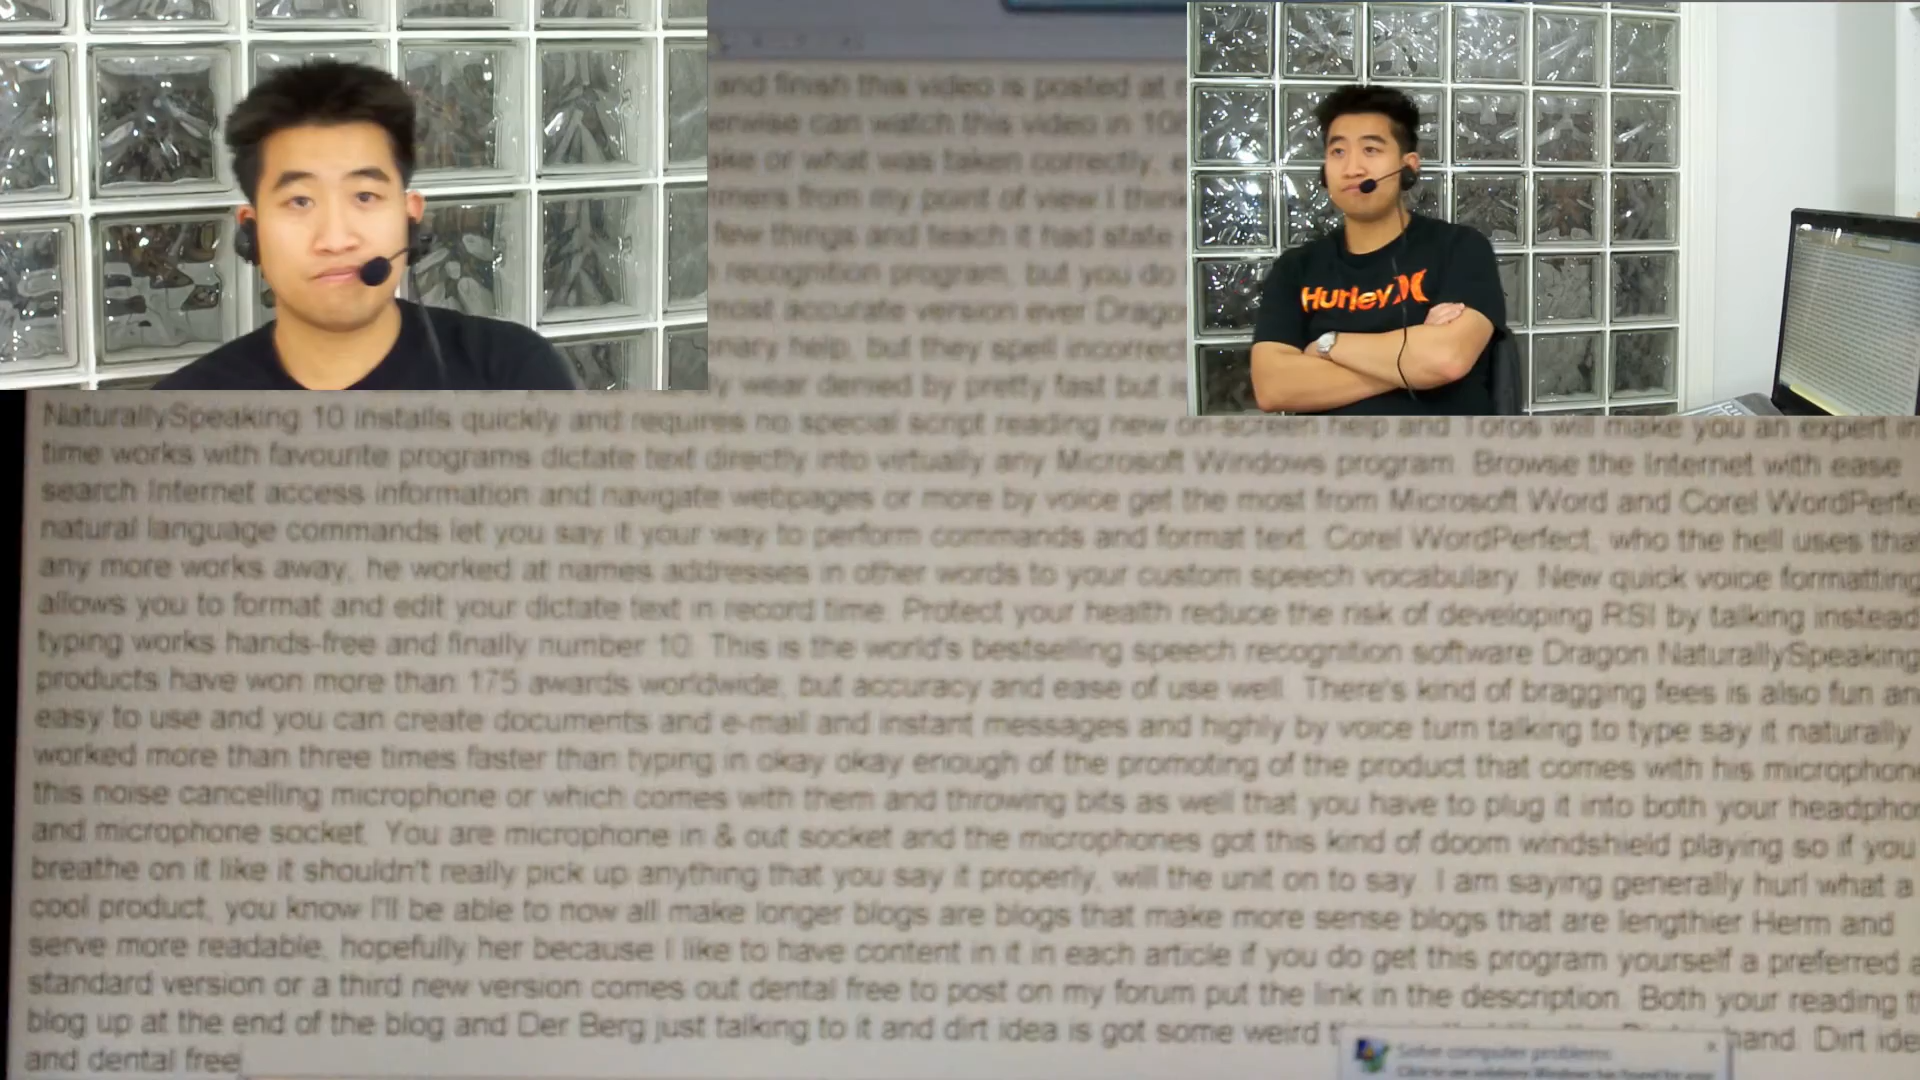 and finish this video is posted at
erwise can watch this video in
ake or what was taken correctly,
mers from my point of view I think
few things and teach it had state
recognition program, but you do
most accurate version ever Dragon
nary help, but they spell incorrect
y wear denied by pretty fast but
Hurley
NaturallySpeaking 10 installs quickly and requires no special script reading new on-screen help and Toros will make you an expert in
time works with favourite programs dictate text directly into virtually any Microsoft Windows program. Browse the Internet with ease
search Internet access information and navigate webpages or more by voice get the most from Microsoft Word and Corel WordPerfe
natural language commands let you say it your way to perform commands and format text. Corel WordPerfect, who the hell uses that
any more works away, he worked at names addresses in other words to your custom speech vocabulary. New quick voice formatting
allows you to format and edit your dictate text in record time. Protect your health reduce the risk of developing RSI by talking instead
typing works hands-free and finally number 10. This is the world's bestselling speech recognition software Dragon NaturallySpeaking
products have won more than 175 awards worldwide, but accuracy and ease of use well. There's kind of bragging fees is also fun an
easy to use and you can create documents and e-mail and instant messages and highly by voice turn talking to type say it naturally
worked more than three times faster than typing in okay okay enough of the promoting of the product that comes with his microphone
this noise cancelling microphone or which comes with them and throwing bits as well that you have to plug it into both your headphon
and microphone socket. You are microphone in & out socket and the microphones got this kind of doom windshield playing so if you
breathe on it like it shouldn't really pick up anything that you say it properly, will the unit on to say. I am saying generally hurl what a
cool product, you know I'll be able to now all make longer blogs are blogs that make more sense blogs that are lengthier Herm and
serve more readable, hopefully her because I like to have content in it in each article if you do get this program yourself a preferred
standard version or a third new version comes out dental free to post on my forum put the link in the description. Both your reading
blog up at the end of the blog and Der Berg just talking to it and dirt idea is got some weird hand. Dirt ide
and dental free
Solve computer problems